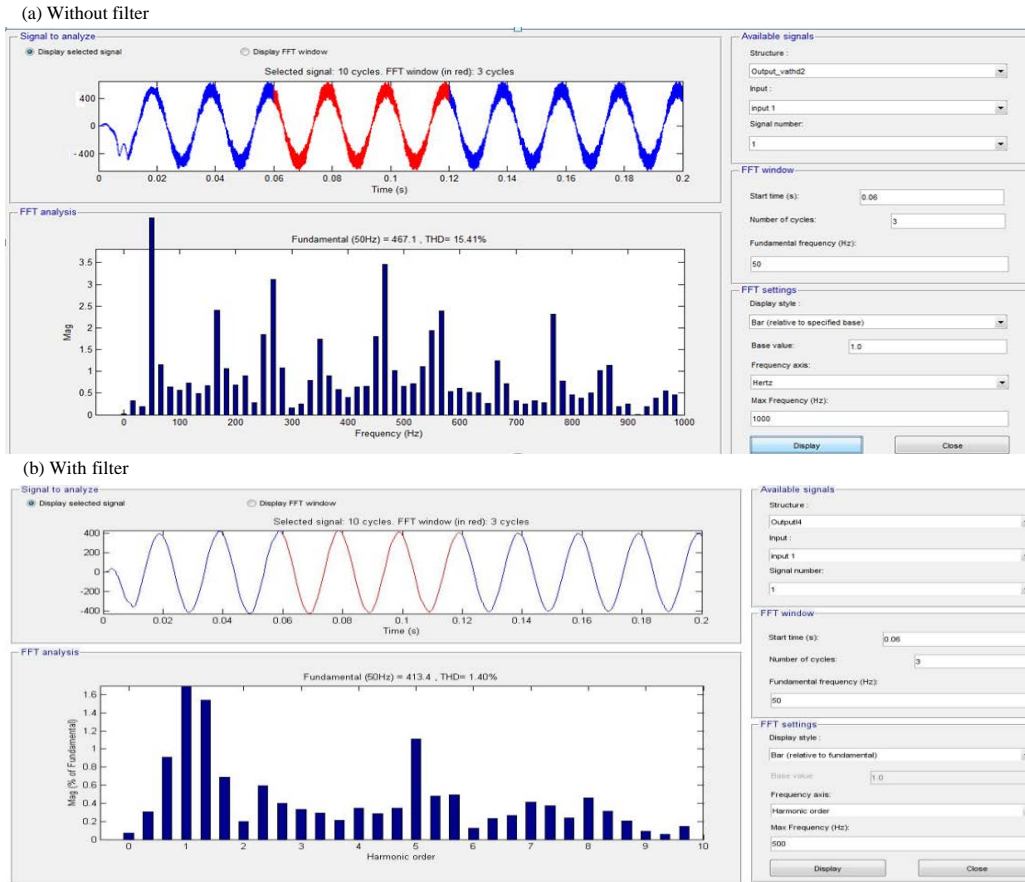 (a) Without filter
Signal to analyze
Display selected signal
Display FFT window
Selected signal: 10 cycles. FFT window (in red): 3 cycles
400
0
-400
0 0.02 0.04 0.06 0.08 0.1 0.12 0.14 0.16 0.18 0.2
Time (s)
FFT analysis
Fundamental (50Hz) = 467.1 , THD= 15.41%
3.5
3
2.5
2
1.5
1
0.5
0
Mag
0 100 200 300 400 500 600 700 800 900 1000
Frequency (Hz)
Available signals
Structure :
Output_vathd2
Input :
input 1
Signal number:
1
FFT window
Start time (s):
0.06
Number of cycles:
3
Fundamental frequency (Hz):
50
FFT settings
Display style :
Bar (relative to specified base)
Base value:
1.0
Frequency axis:
Hertz
Max Frequency (Hz):
1000
Display
Close
(b) With filter
Signal to analyze
Display selected signal
Display FFT window
Selected signal: 10 cycles. FFT window (in red): 3 cycles
400
200
0
-200
-400
0 0.02 0.04 0.06 0.08 0.1 0.12 0.14 0.16 0.18 0.2
Time (s)
FFT analysis
Fundamental (50Hz) = 413.4 , THD= 1.40%
1.6
1.4
1.2
1
0.8
0.6
0.4
0.2
0
Mag (% of Fundamental)
0 1 2 3 4 5 6 7 8 9 10
Harmonic order
Available signals
Structure :
Outputl4
Input :
input 1
Signal number:
1
FFT window
Start time (s):
0.06
Number of cycles:
3
Fundamental frequency (Hz):
50
FFT settings
Display style :
Bar (relative to fundamental)
Base value:
1.0
Frequency axis:
Harmonic order
Max Frequency (Hz):
500
Display
Close